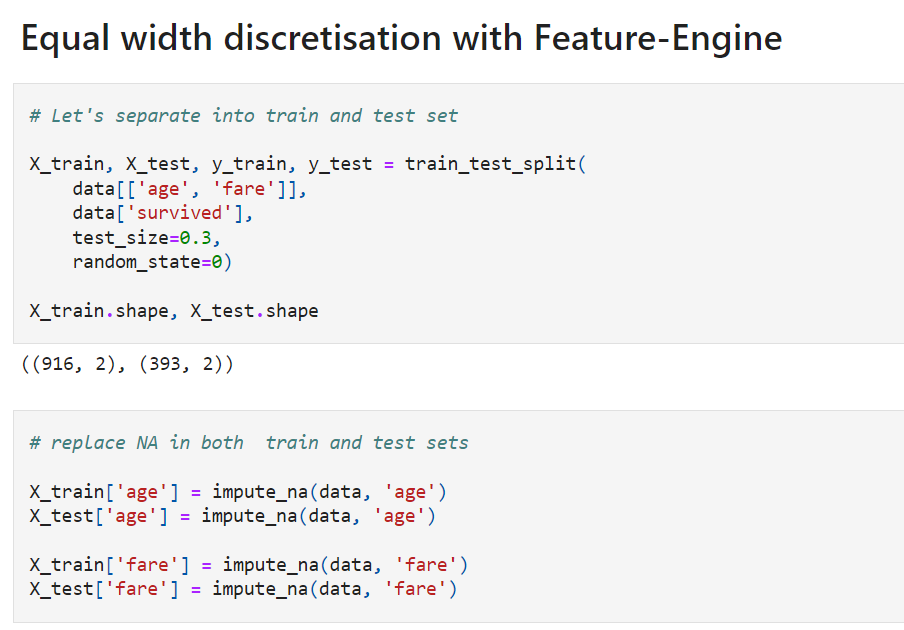 Equal width discretisation with Feature-Engine
# Let's separate into train and test set
X_train, X_test, y_train, y_test = train_test_split(
    data[['age', 'fare']],
    data['survived'],
    test_size=0.3,
    random_state=0)
X_train.shape, X_test.shape
((916, 2), (393, 2))
# replace NA in both  train and test sets
X_train['age'] = impute_na(data, 'age')
X_test['age'] = impute_na(data, 'age')
X_train['fare'] = impute_na(data, 'fare')
X_test['fare'] = impute_na(data, 'fare')